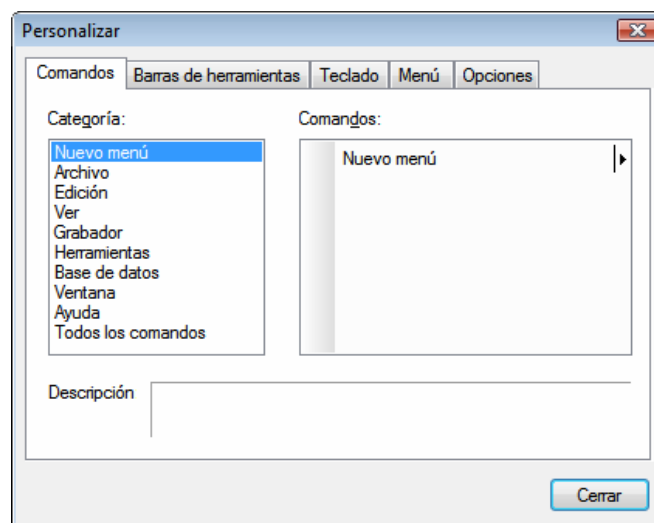 Personalizar
Comandos Barras de herramientas Teclado Menú Opciones
Categoría: Comandos:
Nuevo menú
Archivo
Edición
Ver
Grabador
Herramientas
Base de datos
Ventana
Ayuda
Todos los comandos
Nuevo menú
Descripción
Cerrar